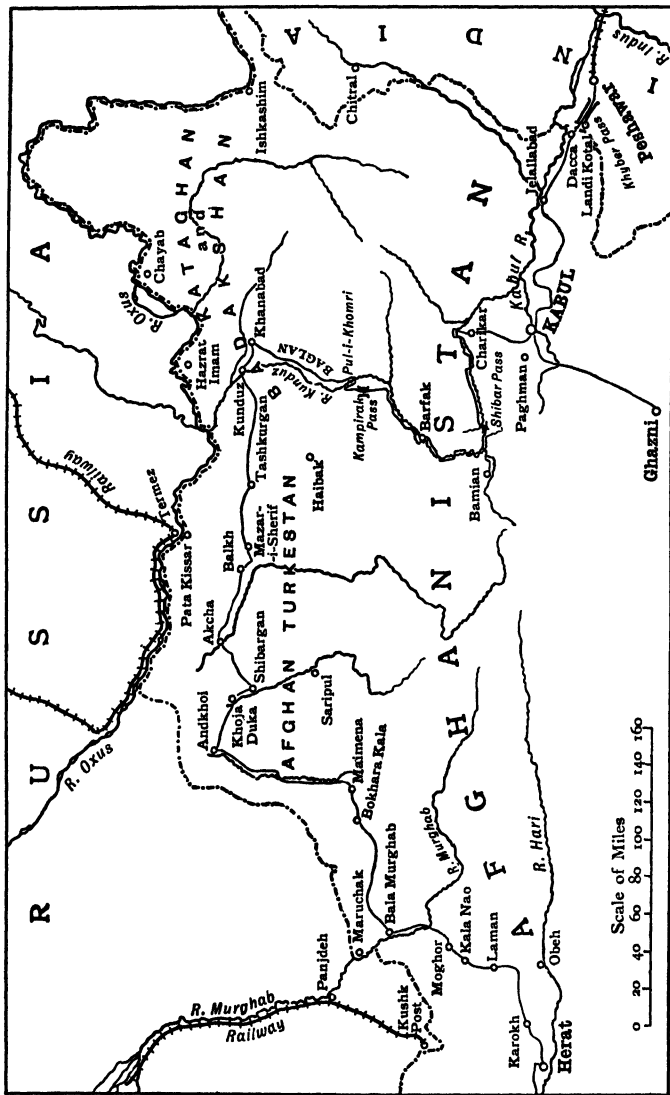 RUSSIA
R. Oxus
Railway
Termez
Pata Kissar
R. Oxus
Chayab
Hazrat
Imam
KATAGHAN
and
BADAKSHAN
Ishkashim
Chitral
INDIA
R. Indus
Andkhoi
Khoja
Duka
Shibargan
Akcha
Balkh
Mazar-
i-Sherif
Tashkurgan
Kunduz
Khanabad
AFGHAN TURKESTAN
Saripul
Haibak
R. Kunduz
BAGLAN
Pul-i-Khomri
Kampirak
Pass
Barfak
R. Murghab
Railway
Panjdeh
Maruchak
Bala Murghab
Bokhara Kala
Maimena
Kushk
Post
Moghor
Kala Nao
Laman
R. Murghab
AFGHANISTAN
Bamian
Shibar Pass
Charikar
Paghman
KABUL
Kabul R
Jelallabad
Dacca
Landi Kotal
Khyber Pass
Peshawar
Karokh
Herat
Obeh
R. Hari
Ghazni
Scale of Miles
0 20 40 60 80 100 120 140 160